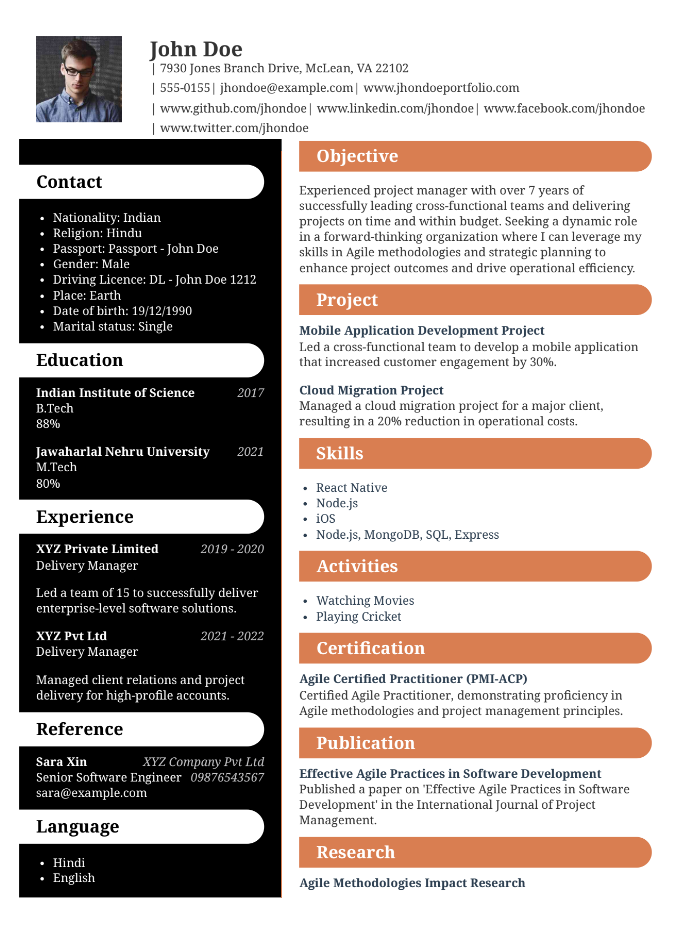 John Doe
| 7930 Jones Branch Drive, McLean, VA 22102
| 555-0155| jhondoe@example.com| www.jhondoeportfolio.com
| www.github.com/jhondoe| www.linkedin.com/jhondoe| www.facebook.com/jhondoe
| www.twitter.com/jhondoe
Contact
• Nationality: Indian
• Religion: Hindu
• Passport: Passport - John Doe
• Gender: Male
• Driving Licence: DL - John Doe 1212
• Place: Earth
• Date of birth: 19/12/1990
• Marital status: Single
Education
Indian Institute of Science 2017
B.Tech
88%
Jawaharlal Nehru University 2021
M.Tech
80%
Experience
XYZ Private Limited 2019 - 2020
Delivery Manager
Led a team of 15 to successfully deliver
enterprise-level software solutions.
XYZ Pvt Ltd 2021 - 2022
Delivery Manager
Managed client relations and project
delivery for high-profile accounts.
Reference
Sara Xin XYZ Company Pvt Ltd
Senior Software Engineer 09876543567
sara@example.com
Language
• Hindi
• English
Objective
Experienced project manager with over 7 years of
successfully leading cross-functional teams and delivering
projects on time and within budget. Seeking a dynamic role
in a forward-thinking organization where I can leverage my
skills in Agile methodologies and strategic planning to
enhance project outcomes and drive operational efficiency.
Project
Mobile Application Development Project
Led a cross-functional team to develop a mobile application
that increased customer engagement by 30%.
Cloud Migration Project
Managed a cloud migration project for a major client,
resulting in a 20% reduction in operational costs.
Skills
• React Native
• Node.js
• iOS
• Node.js, MongoDB, SQL, Express
Activities
• Watching Movies
• Playing Cricket
Certification
Agile Certified Practitioner (PMI-ACP)
Certified Agile Practitioner, demonstrating proficiency in
Agile methodologies and project management principles.
Publication
Effective Agile Practices in Software Development
Published a paper on 'Effective Agile Practices in Software
Development' in the International Journal of Project
Management.
Research
Agile Methodologies Impact Research